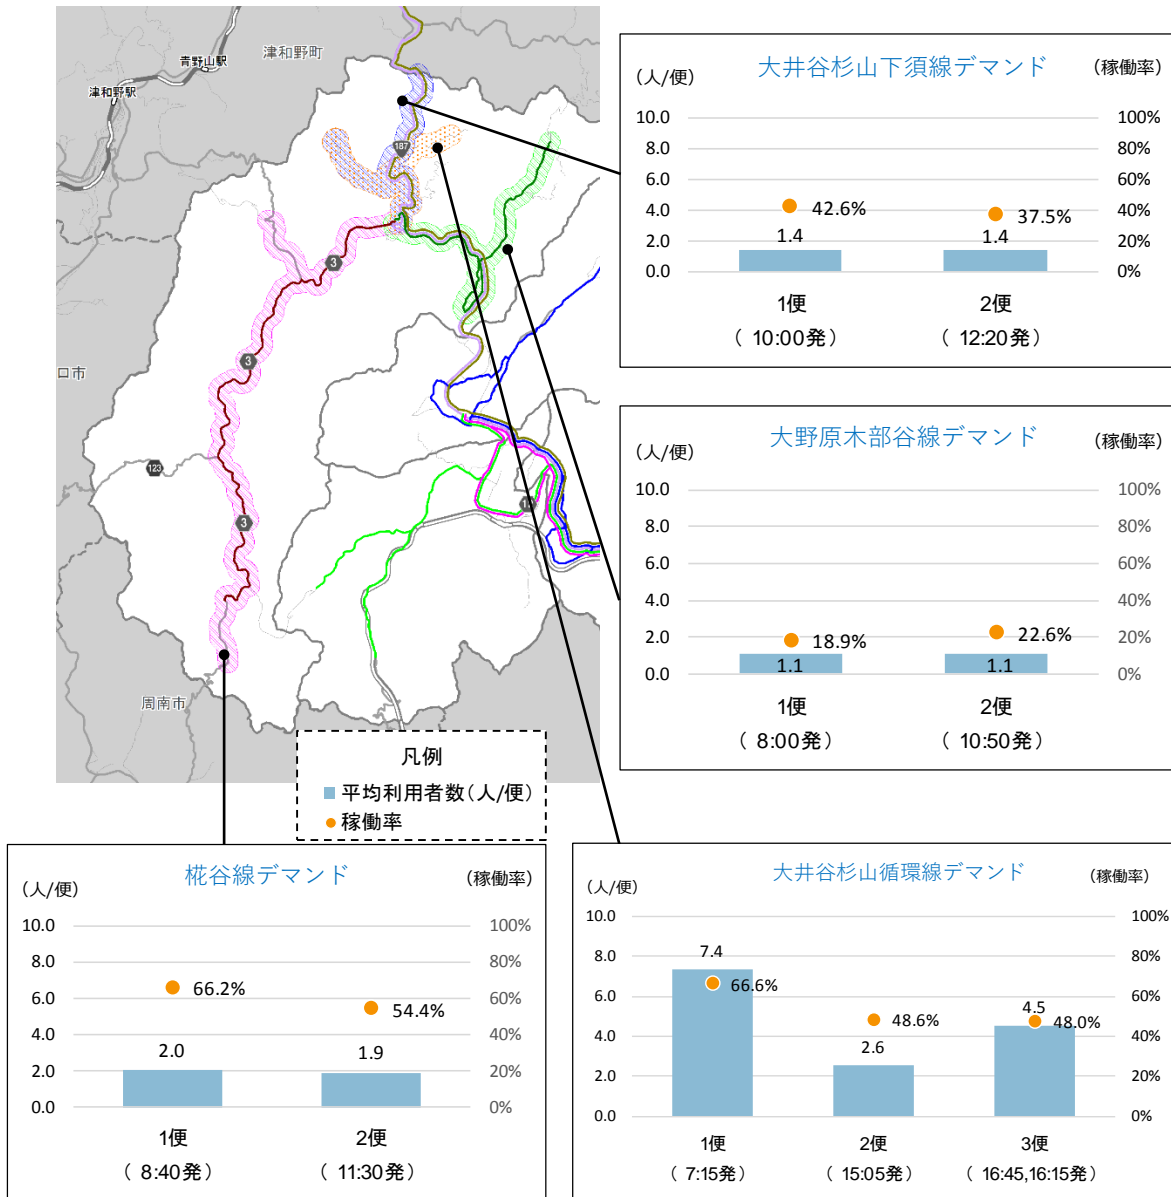 津和野町
青野山駅
津和野駅
187
3
3
口市
123
3
周南市
凡例
平均利用者数(人/便)
稼働率
大井谷杉山下須線デマンド
(人/便)
(稼働率)
10.0
8.0
6.0
4.0
2.0
0.0
100%
80%
60%
40%
20%
0%
42.6%
37.5%
1.4
1.4
1便
2便
( 10:00発)
( 12:20発)
大野原木部谷線デマンド
(人/便)
(稼働率)
10.0
8.0
6.0
4.0
2.0
0.0
100%
80%
60%
40%
20%
0%
18.9%
22.6%
1.1
1.1
1便
2便
( 8:00発)
( 10:50発)
椛谷線デマンド
(人/便)
(稼働率)
10.0
8.0
6.0
4.0
2.0
0.0
100%
80%
60%
40%
20%
0%
66.2%
54.4%
2.0
1.9
1便
2便
( 8:40発)
( 11:30発)
大井谷杉山循環線デマンド
(人/便)
(稼働率)
10.0
8.0
6.0
4.0
2.0
0.0
100%
80%
60%
40%
20%
0%
7.4
66.6%
48.6%
2.6
4.5
48.0%
1便
2便
3便
( 7:15発)
( 15:05発)
( 16:45,16:15発)